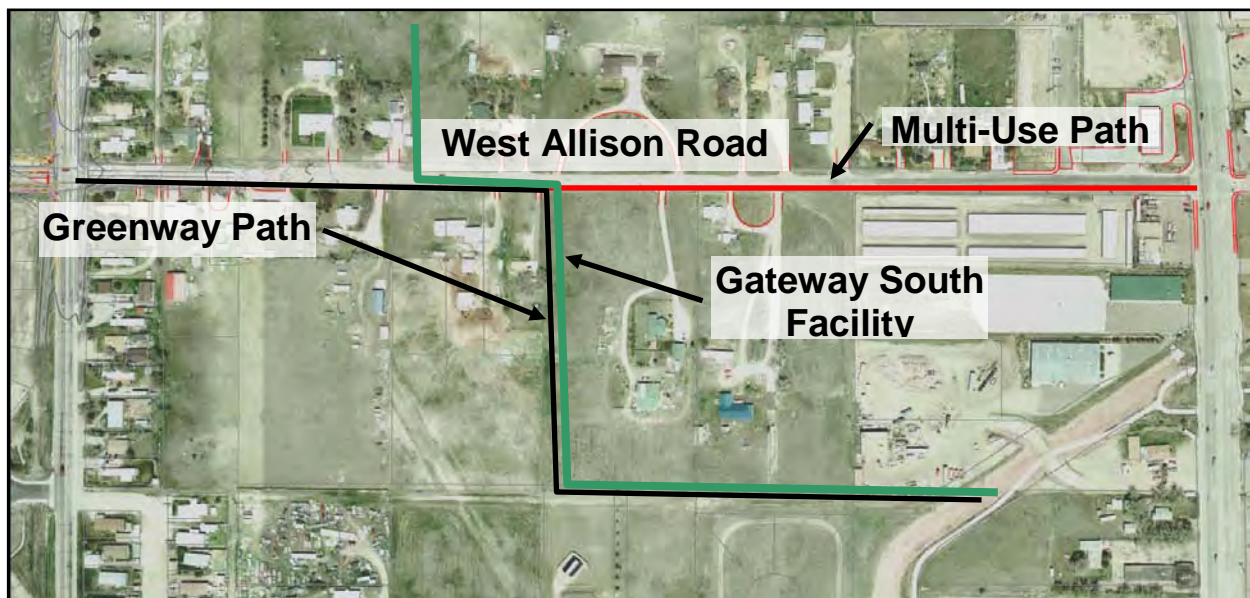 West Allison Road
Multi-Use Path
Greenway Path
Gateway South
Facility